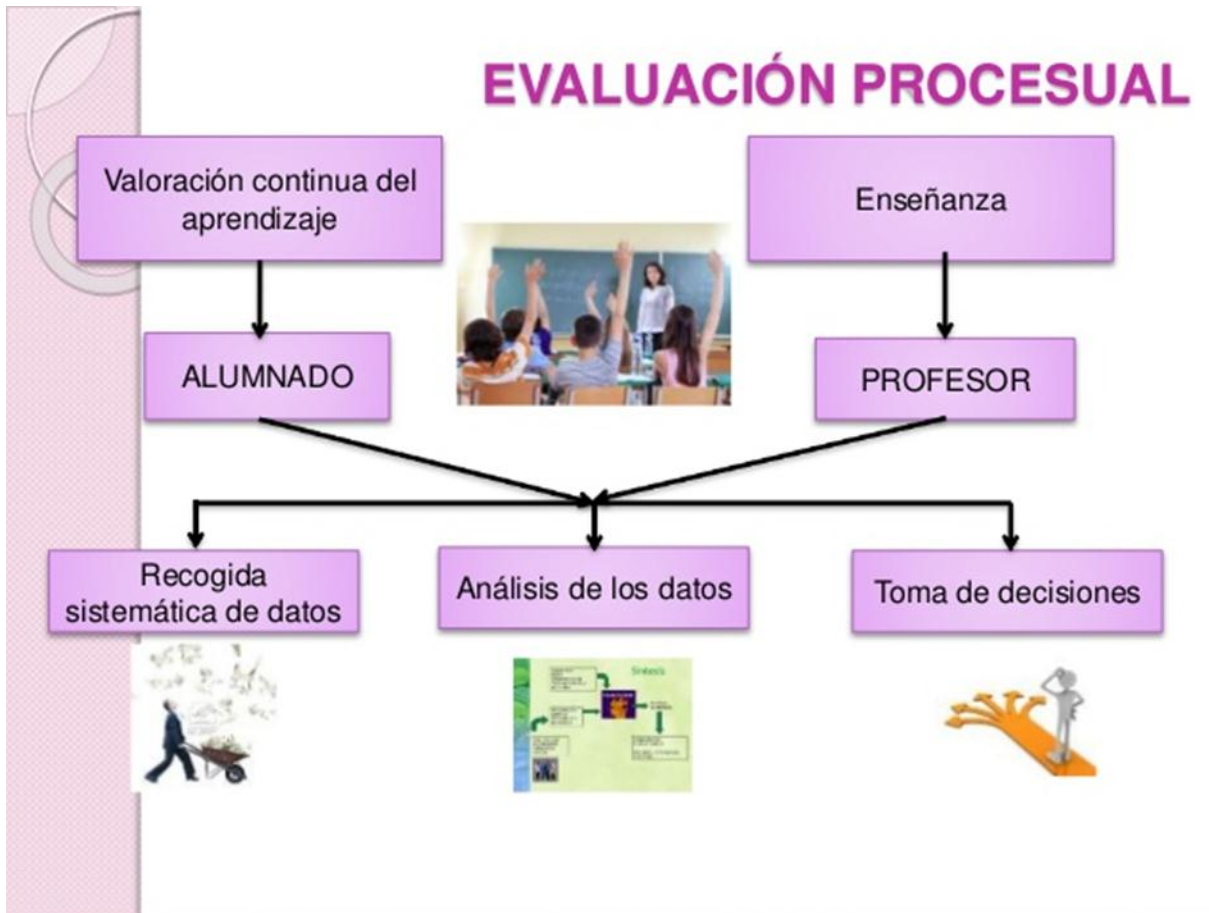 EVALUACIÓN PROCESUAL
Valoración continua del
aprendizaje
Enseñanza
ALUMNADO
PROFESOR
Recogida
sistemática de datos
Análisis de los datos
Toma de decisiones
Síntesis